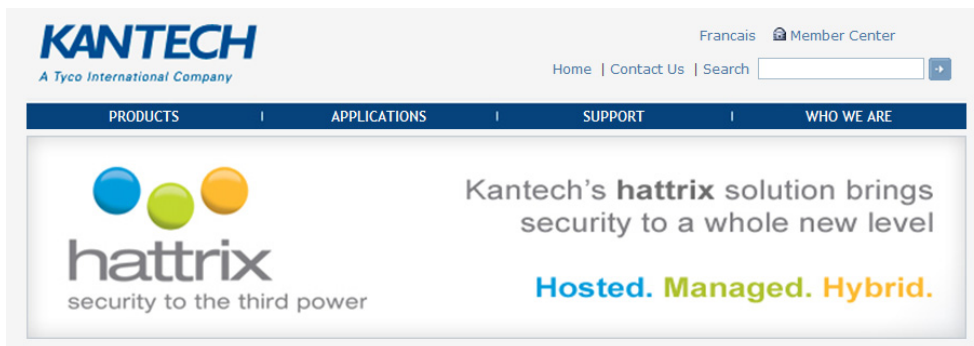 KANTECH
A Tyco International Company
Francais Member Center
Home | Contact Us | Search
PRODUCTS | APPLICATIONS | SUPPORT | WHO WE ARE
hattrix
security to the third power
Kantech's hattrix solution brings
security to a whole new level
Hosted. Managed. Hybrid.